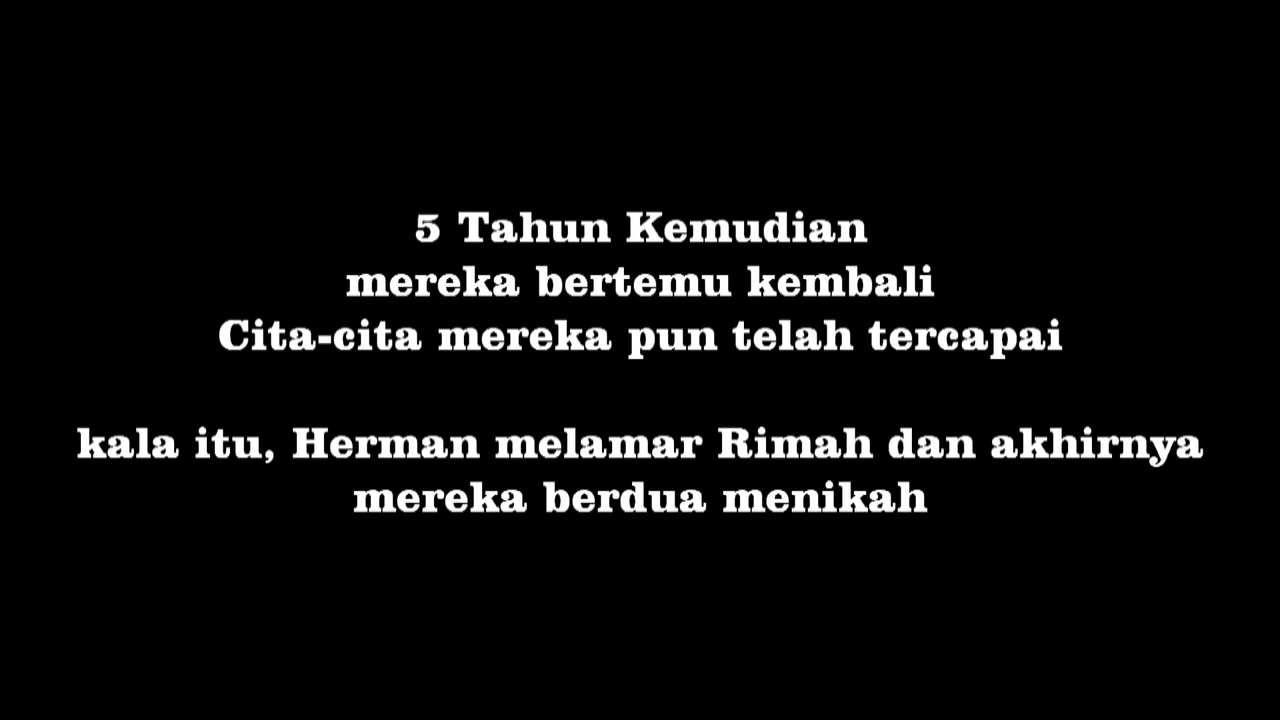 5 Tahun Kemudian
mereka bertemu kembali
Cita-cita mereka pun telah tercapai
kala itu, Herman melamar Rimah dan akhirnya
mereka berdua menikah